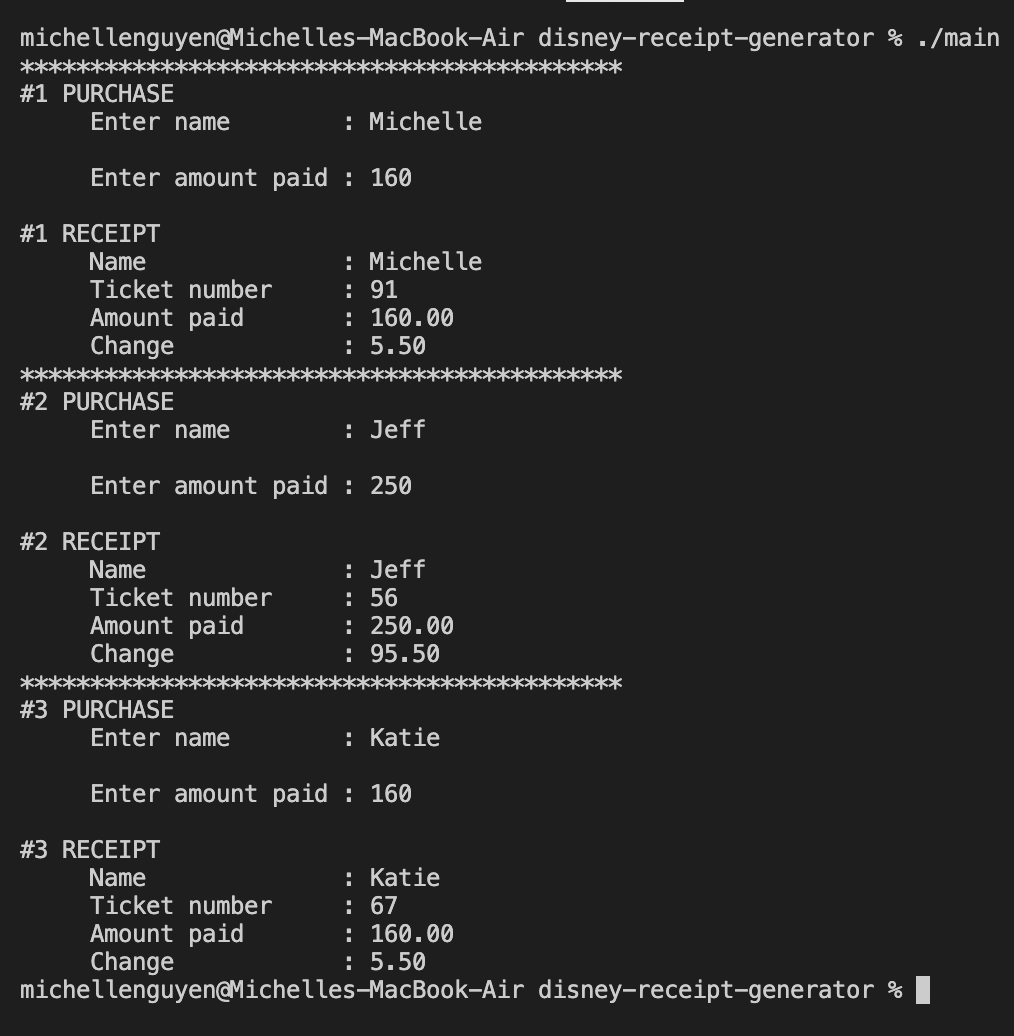 michellenguyen@Michelles-MacBook-Air disney-receipt-generator % ./main
*******************************************
#1 PURCHASE
     Enter name        : Michelle

     Enter amount paid : 160

#1 RECEIPT
     Name              : Michelle
     Ticket number     : 91
     Amount paid       : 160.00
     Change            : 5.50
*******************************************
#2 PURCHASE
     Enter name        : Jeff

     Enter amount paid : 250

#2 RECEIPT
     Name              : Jeff
     Ticket number     : 56
     Amount paid       : 250.00
     Change            : 95.50
*******************************************
#3 PURCHASE
     Enter name        : Katie

     Enter amount paid : 160

#3 RECEIPT
     Name              : Katie
     Ticket number     : 67
     Amount paid       : 160.00
     Change            : 5.50
michellenguyen@Michelles-MacBook-Air disney-receipt-generator %